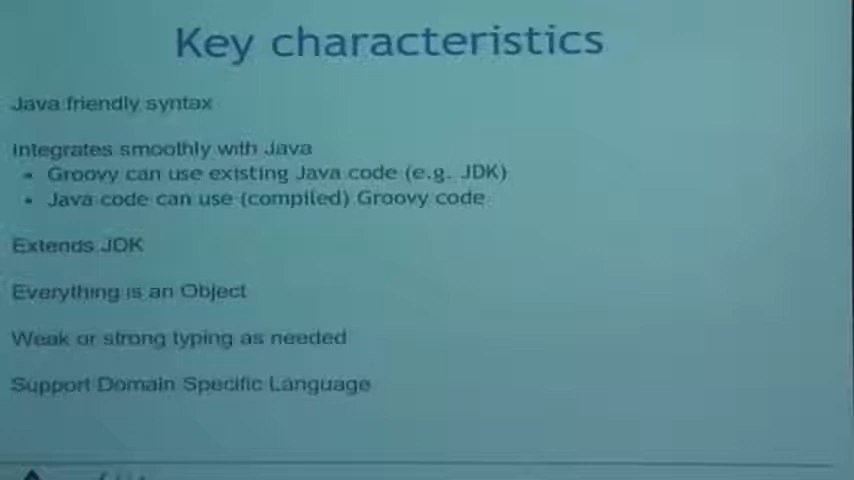 Key characteristics
Java friendly syntax
Integrates smoothly with Java
• Groovy can use existing Java code (e.g. JDK)
• Java code can use (compiled) Groovy code
Extends JDK
Everything is an Object
Weak or strong typing as needed
Support Domain Specific Language